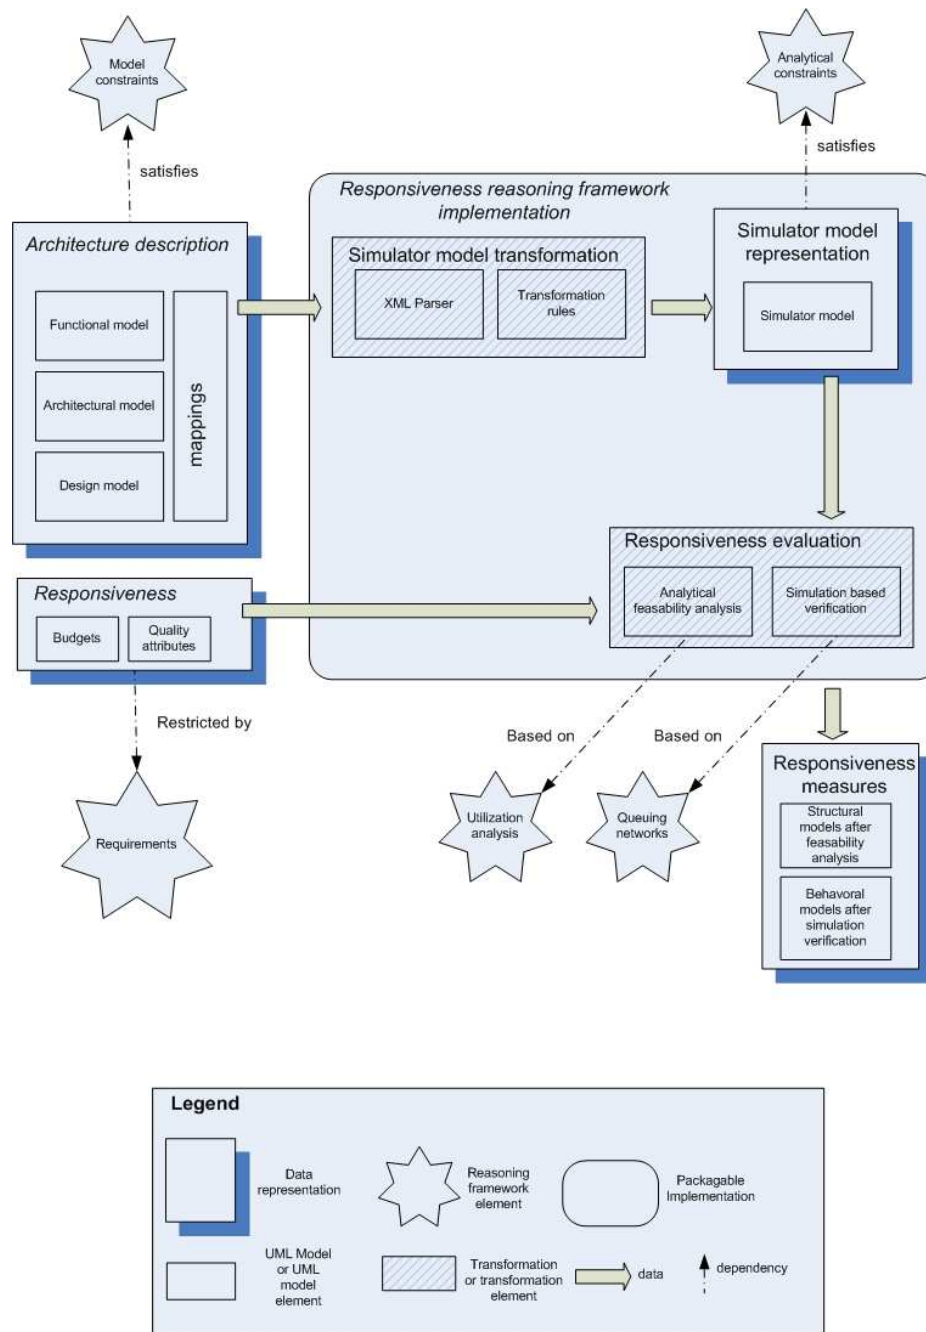 Model
constraints
Analytical
constraints
satisfies
satisfies
Responsiveness reasoning framework
implementation
Architecture description
Simulator model transformation
XML Parser
Transformation
rules
Simulator model
representation
Simulator model
Functional model
Architectural model
Design model
mappings
Responsiveness evaluation
Analytical
feasability analysis
Simulation based
verification
Responsiveness
Budgets
Quality
attributes
Restricted by
Based on
Based on
Requirements
Utilization
analysis
Queuing
networks
Responsiveness
measures
Structural
models after
feasability
analysis
Behavoral
models after
simulation
verification
Legend
Data
representation
Reasoning
framework
element
Packagable
Implementation
UML Model
or UML
model
element
Transformation
or transformation
element
data
dependency